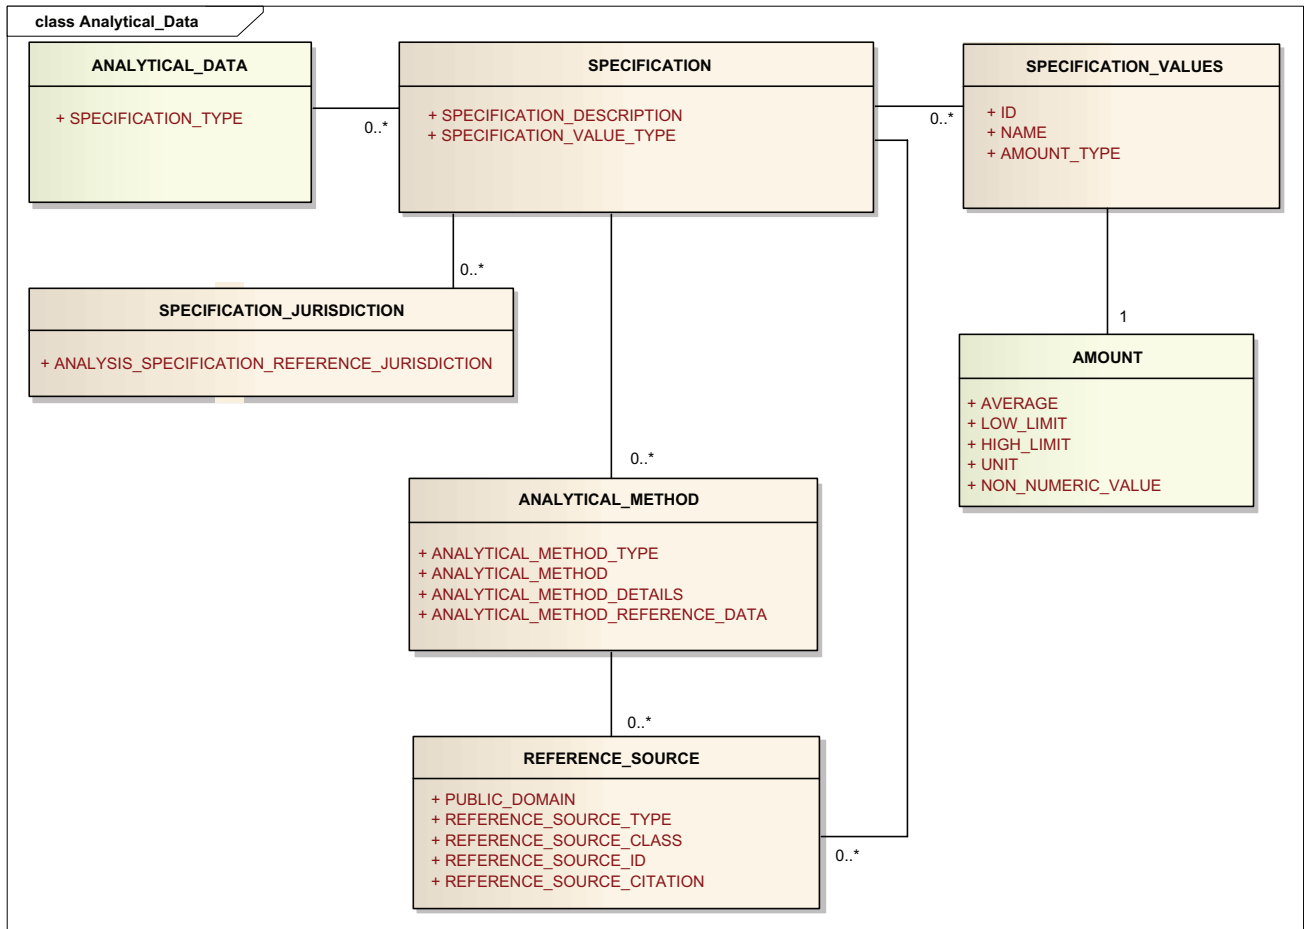 class Analytical_Data
ANALYTICAL_DATA
+ SPECIFICATION_TYPE
0..*
SPECIFICATION
+ SPECIFICATION_DESCRIPTION
+ SPECIFICATION_VALUE_TYPE
0..*
SPECIFICATION_VALUES
+ ID
+ NAME
+ AMOUNT_TYPE
0..*
SPECIFICATION_JURISDICTION
+ ANALYSIS_SPECIFICATION_REFERENCE_JURISDICTION
1
AMOUNT
+ AVERAGE
+ LOW_LIMIT
+ HIGH_LIMIT
+ UNIT
+ NON_NUMERIC_VALUE
0..*
ANALYTICAL_METHOD
+ ANALYTICAL_METHOD_TYPE
+ ANALYTICAL_METHOD
+ ANALYTICAL_METHOD_DETAILS
+ ANALYTICAL_METHOD_REFERENCE_DATA
0..*
REFERENCE_SOURCE
+ PUBLIC_DOMAIN
+ REFERENCE_SOURCE_TYPE
+ REFERENCE_SOURCE_CLASS
+ REFERENCE_SOURCE_ID
+ REFERENCE_SOURCE_CITATION
0..*